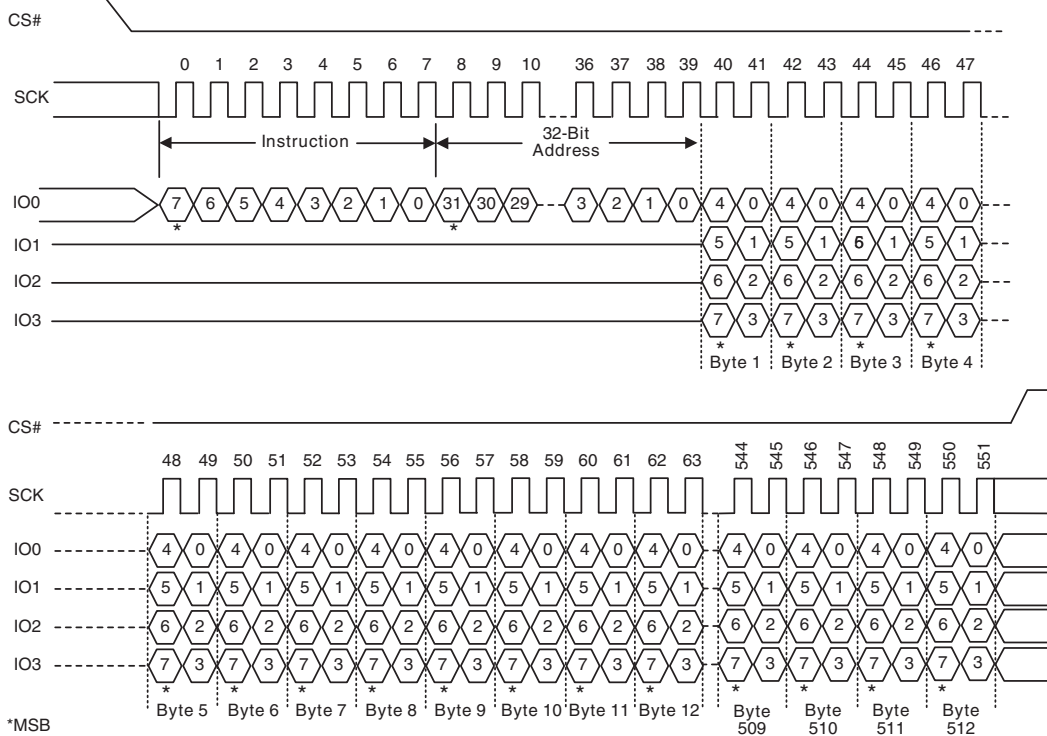 CS#
0 1 2 3 4 5 6 7 8 9 10 36 37 38 39 40 41 42 43 44 45 46 47
SCK
Instruction
32-Bit
Address
IO0 7 6 5 4 3 2 1 0 31 30 29 3 2 1 0 4 0 4 0 4 0 4 0
* *
IO1 5 1 5 1 6 1 5 1
IO2 6 2 6 2 6 2 6 2
IO3 7 3 7 3 7 3 7 3
* * * *
Byte 1 Byte 2 Byte 3 Byte 4
CS#
48 49 50 51 52 53 54 55 56 57 58 59 60 61 62 63 544 545 546 547 548 549 550 551
SCK
IO0 4 0 4 0 4 0 4 0 4 0 4 0 4 0 4 0 4 0 4 0 4 0 4 0
IO1 5 1 5 1 5 1 5 1 5 1 5 1 5 1 5 1 5 1 5 1 5 1 5 1
IO2 6 2 6 2 6 2 6 2 6 2 6 2 6 2 6 2 6 2 6 2 6 2 6 2
IO3 7 3 7 3 7 3 7 3 7 3 7 3 7 3 7 3 7 3 7 3 7 3 7 3
* * * * * * * * * * * *
Byte 5 Byte 6 Byte 7 Byte 8 Byte 9 Byte 10 Byte 11 Byte 12 Byte Byte Byte Byte
509 510 511 512
*MSB